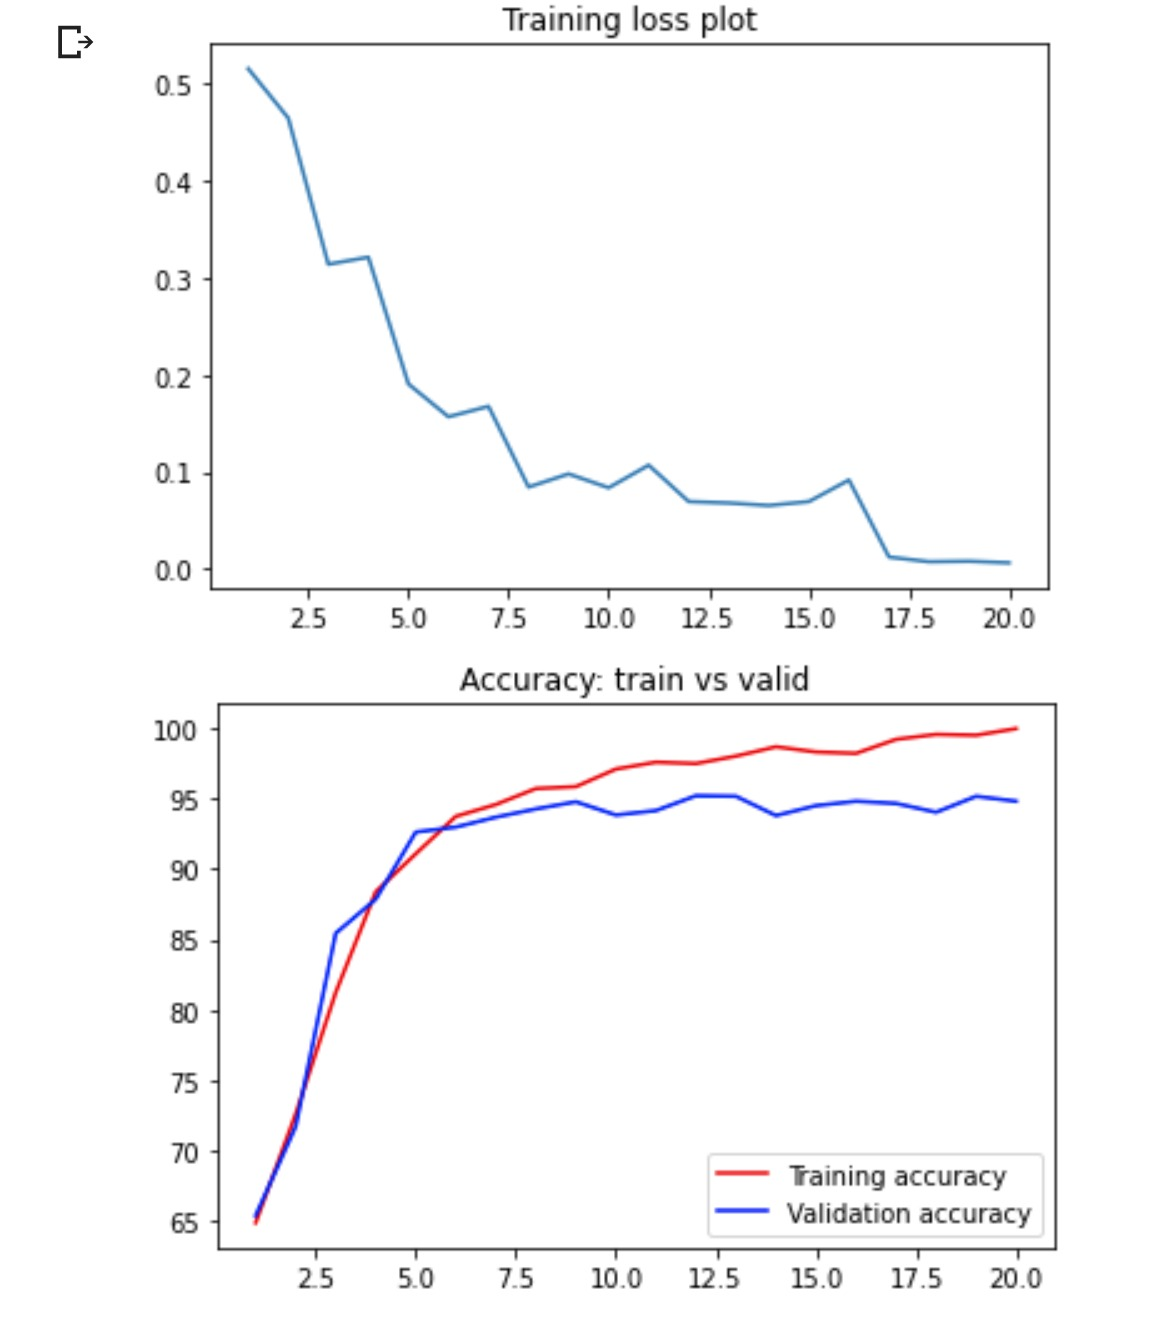 Training loss plot
0.5
0.4
0.3
0.2
0.1
0.0
2.5 5.0 7.5 10.0 12.5 15.0 17.5 20.0
Accuracy: train vs valid
100
95
90
85
80
75
70
65
Training accuracy
Validation accuracy
2.5 5.0 7.5 10.0 12.5 15.0 17.5 20.0